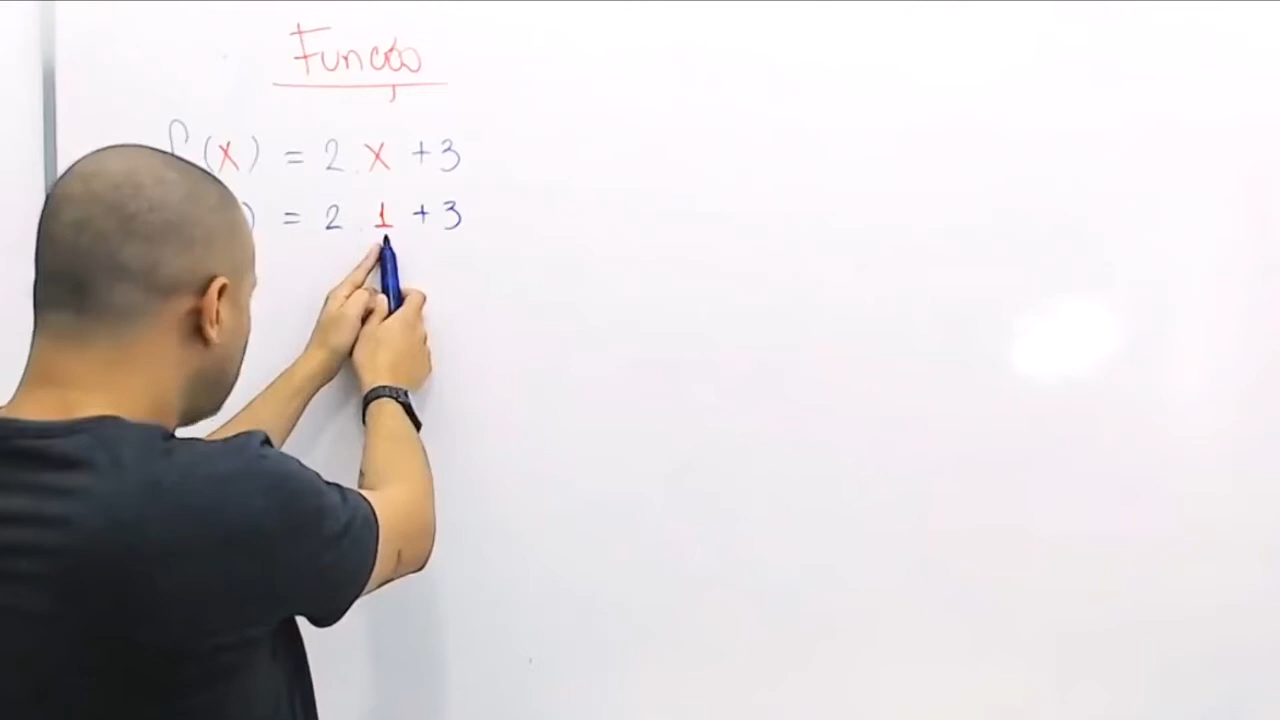 Função
f(x) = 2.x + 3
) = 2.1 + 3